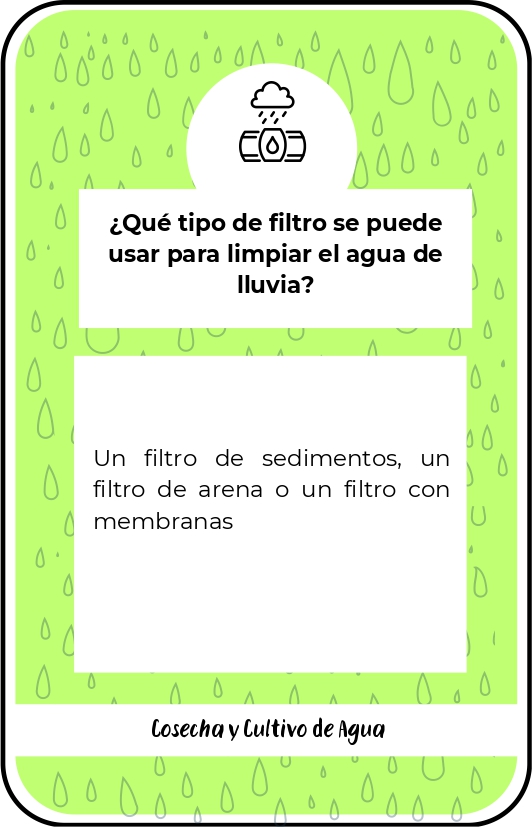 ¿Qué tipo de filtro se puede
usar para limpiar el agua de
lluvia?
Un filtro de sedimentos, un
filtro de arena o un filtro con
membranas
Cosecha y Cultivo de Agua